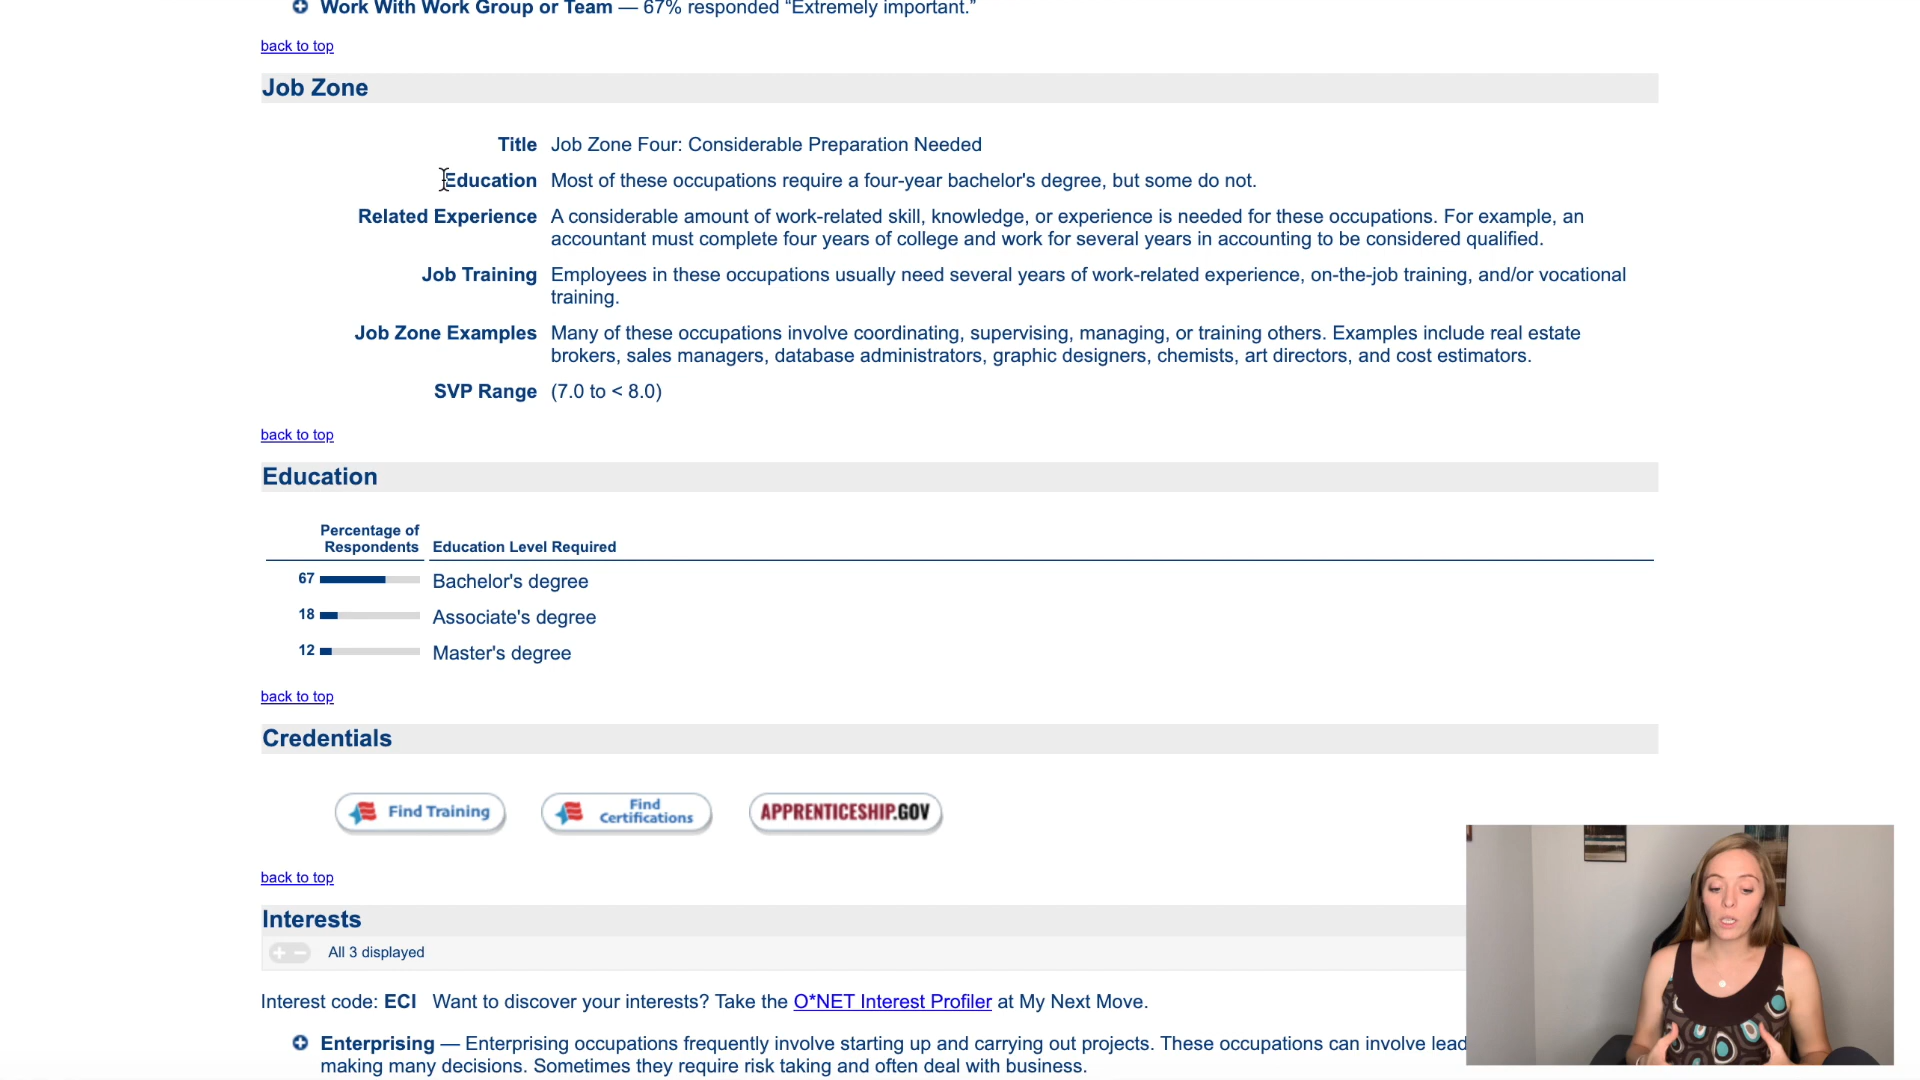 Work With Work Group or Team — 67% responded “Extremely important.”
back to top
Job Zone
Title Job Zone Four: Considerable Preparation Needed
Education Most of these occupations require a four-year bachelor's degree, but some do not.
Related Experience A considerable amount of work-related skill, knowledge, or experience is needed for these occupations. For example, an
accountant must complete four years of college and work for several years in accounting to be considered qualified.
Job Training Employees in these occupations usually need several years of work-related experience, on-the-job training, and/or vocational
training.
Job Zone Examples Many of these occupations involve coordinating, supervising, managing, or training others. Examples include real estate
brokers, sales managers, database administrators, graphic designers, chemists, art directors, and cost estimators.
SVP Range (7.0 to < 8.0)
back to top
Education
Percentage of
Respondents Education Level Required
67 Bachelor's degree
18 Associate's degree
12 Master's degree
back to top
Credentials
Find Training
Find
Certifications
APPRENTICESHIP.GOV
back to top
Interests
All 3 displayed
Interest code: ECI Want to discover your interests? Take the O*NET Interest Profiler at My Next Move.
Enterprising — Enterprising occupations frequently involve starting up and carrying out projects. These occupations can involve lead
making many decisions. Sometimes they require risk taking and often deal with business.